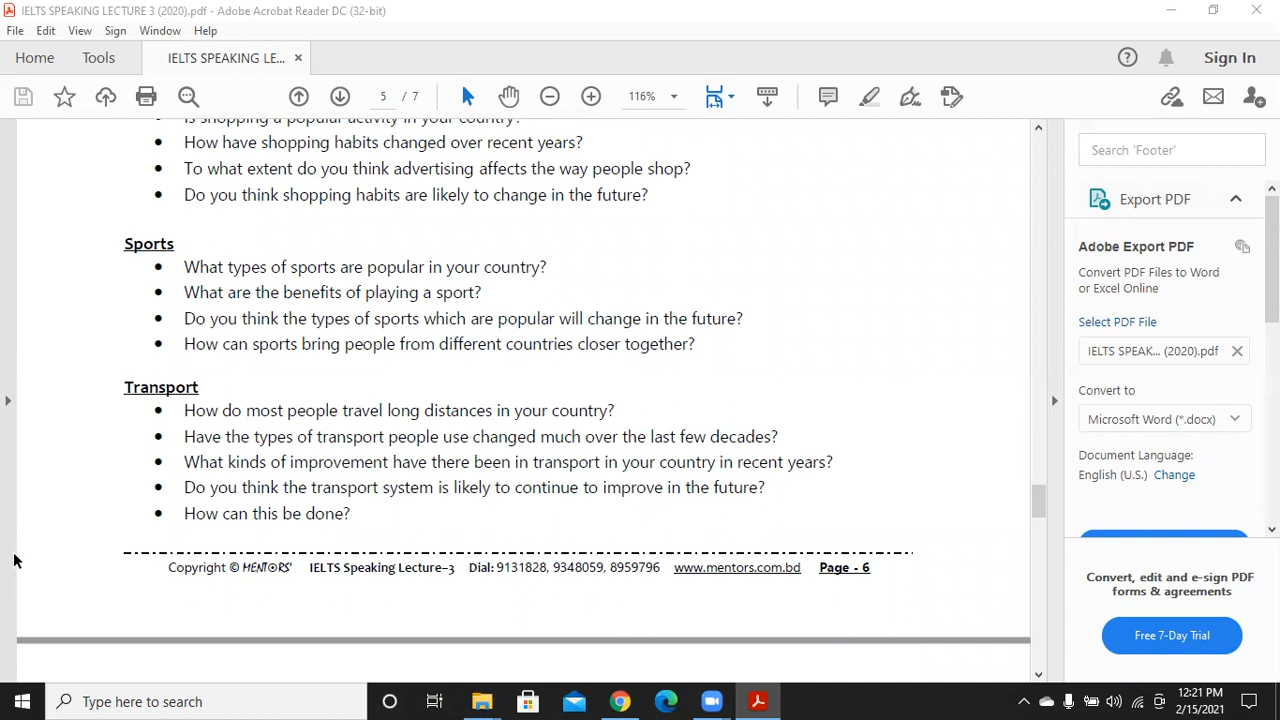 IELTS SPEAKING LECTURE 3 (2020).pdf - Adobe Acrobat Reader DC (32-bit)
File Edit View Sign Window Help
Home Tools IELTS SPEAKING LE... ×
Sign In
5 / 7 116%
Is shopping a popular activity in your country?
• How have shopping habits changed over recent years?
• To what extent do you think advertising affects the way people shop?
• Do you think shopping habits are likely to change in the future?
Sports
• What types of sports are popular in your country?
• What are the benefits of playing a sport?
• Do you think the types of sports which are popular will change in the future?
• How can sports bring people from different countries closer together?
Transport
• How do most people travel long distances in your country?
• Have the types of transport people use changed much over the last few decades?
• What kinds of improvement have there been in transport in your country in recent years?
• Do you think the transport system is likely to continue to improve in the future?
• How can this be done?
Copyright © MENTORS' IELTS Speaking Lecture–3 Dial: 9131828, 9348059, 8959796 www.mentors.com.bd Page - 6
Search 'Footer'
Export PDF
Adobe Export PDF
Convert PDF Files to Word
or Excel Online
Select PDF File
IELTS SPEAK... (2020).pdf
Convert to
Microsoft Word (*.docx)
Document Language:
English (U.S.) Change
Convert, edit and e-sign PDF
forms & agreements
Free 7-Day Trial
Type here to search
12:21 PM
2/15/2021